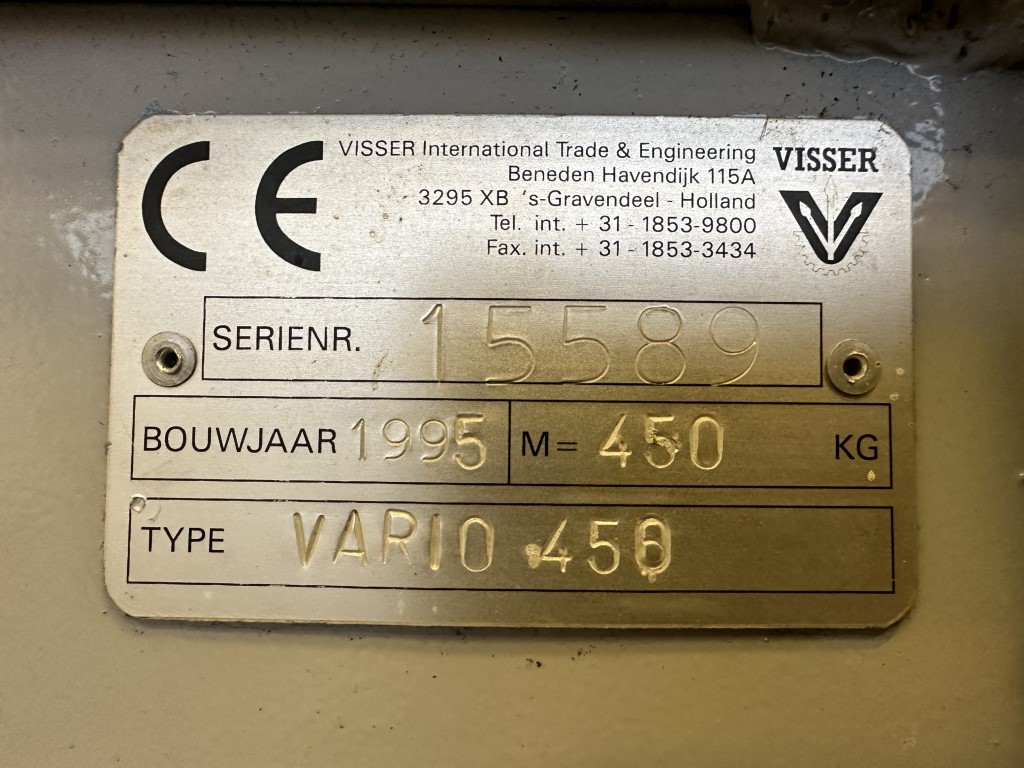 CE
VISSER International Trade & Engineering
Beneden Havendijk 115A
3295 XB 's-Gravendeel - Holland
Tel. int. + 31 - 1853-9800
Fax. int. + 31 - 1853-3434
VISSER
SERIENR. 15589
BOUWJAAR 1995 M= 450 KG
TYPE VARIO 450